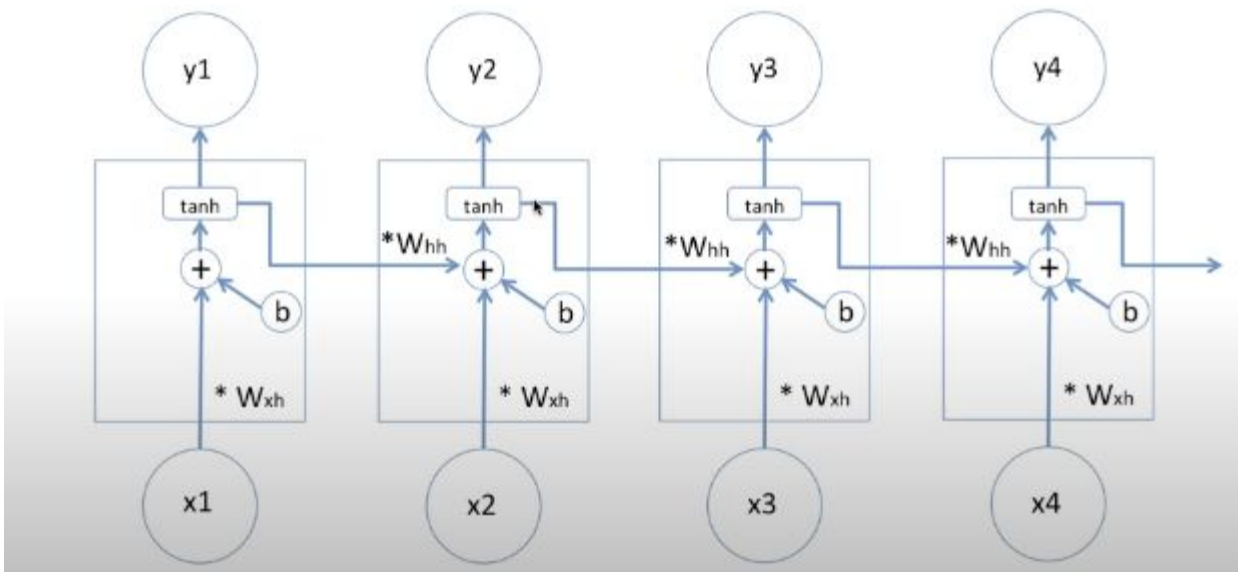 y1 y2 y3 y4
tanh tanh tanh tanh
*Whh *Whh *Whh
+ + + +
b b b b
* Wxh * Wxh * Wxh * Wxh
x1 x2 x3 x4